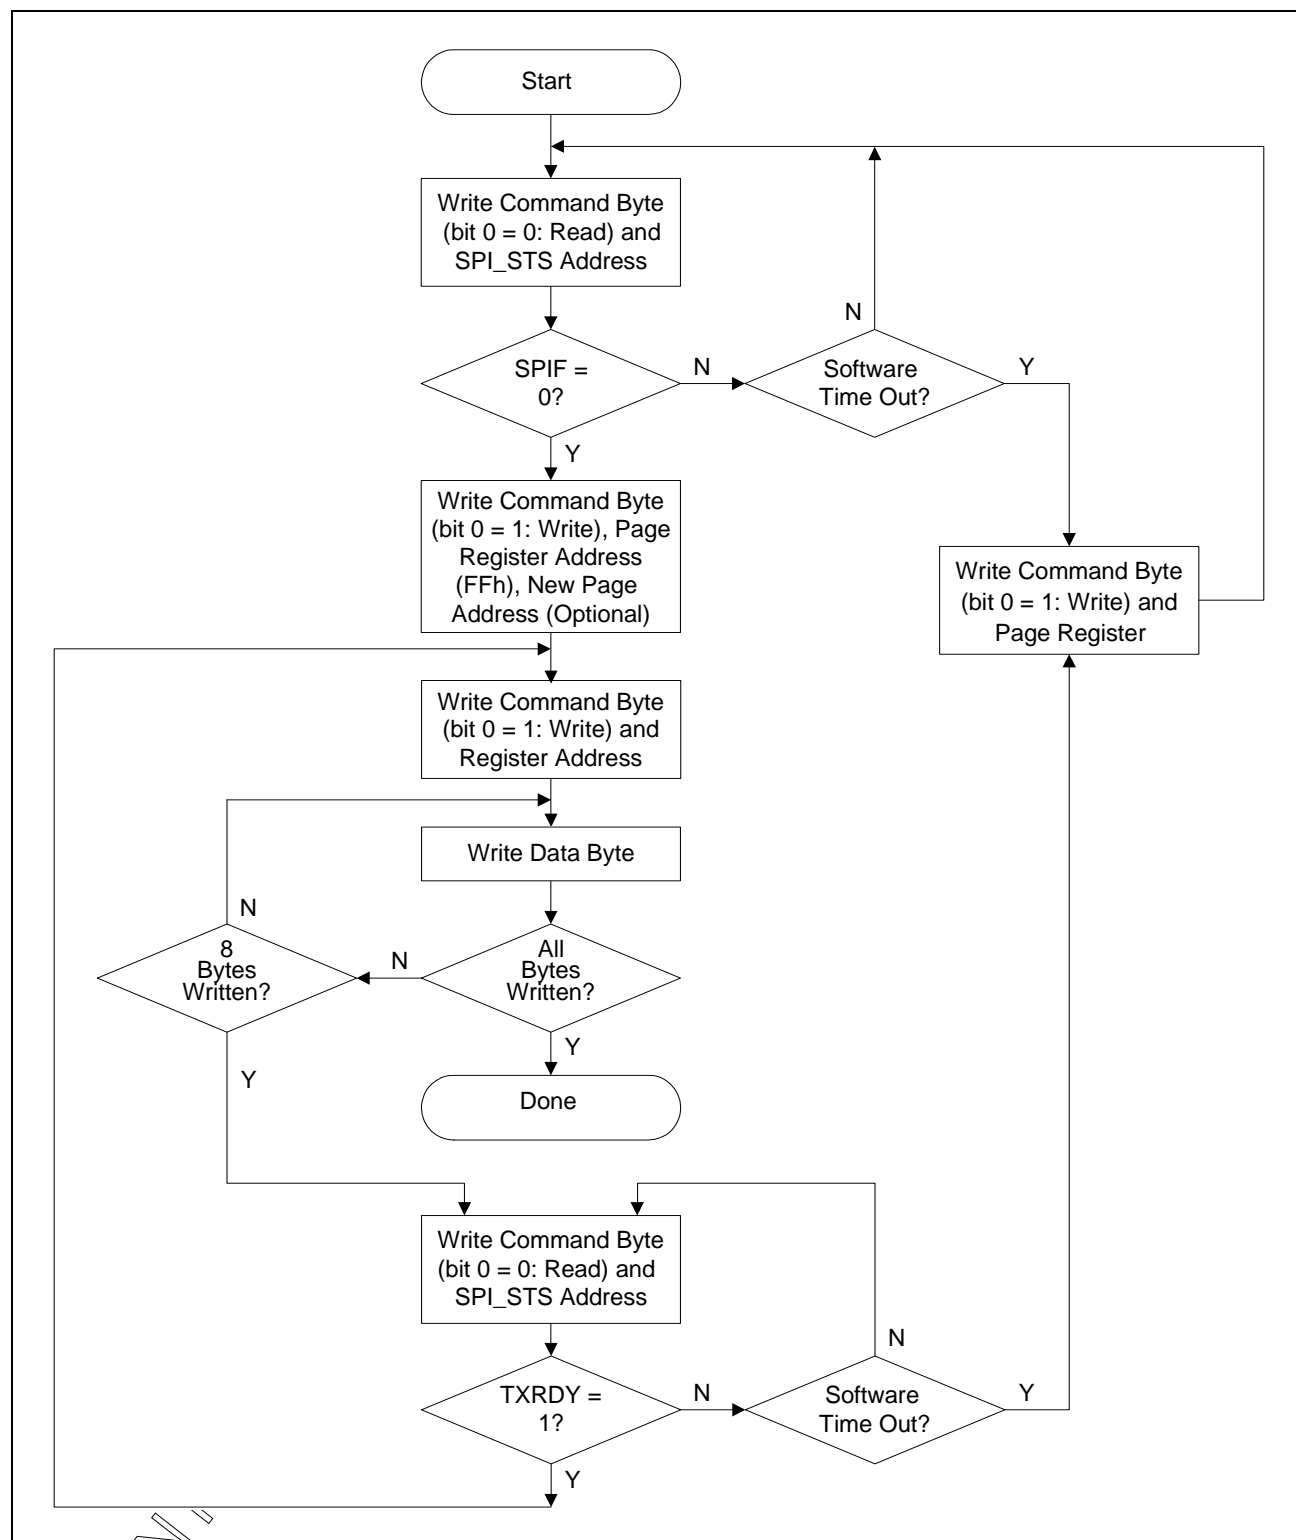 Start
Write Command Byte
(bit 0 = 0: Read) and
SPI_STS Address
N
SPIF =
0?
N
Software
Time Out?
Y
Y
Write Command Byte
(bit 0 = 1: Write), Page
Register Address
(FFh), New Page
Address (Optional)
Write Command Byte
(bit 0 = 1: Write) and
Page Register
Write Command Byte
(bit 0 = 1: Write) and
Register Address
Write Data Byte
N
8
Bytes
Written?
N
All
Bytes
Written?
Y
Y
Done
Write Command Byte
(bit 0 = 0: Read) and
SPI_STS Address
N
TXRDY =
1?
N
Software
Time Out?
Y
Y